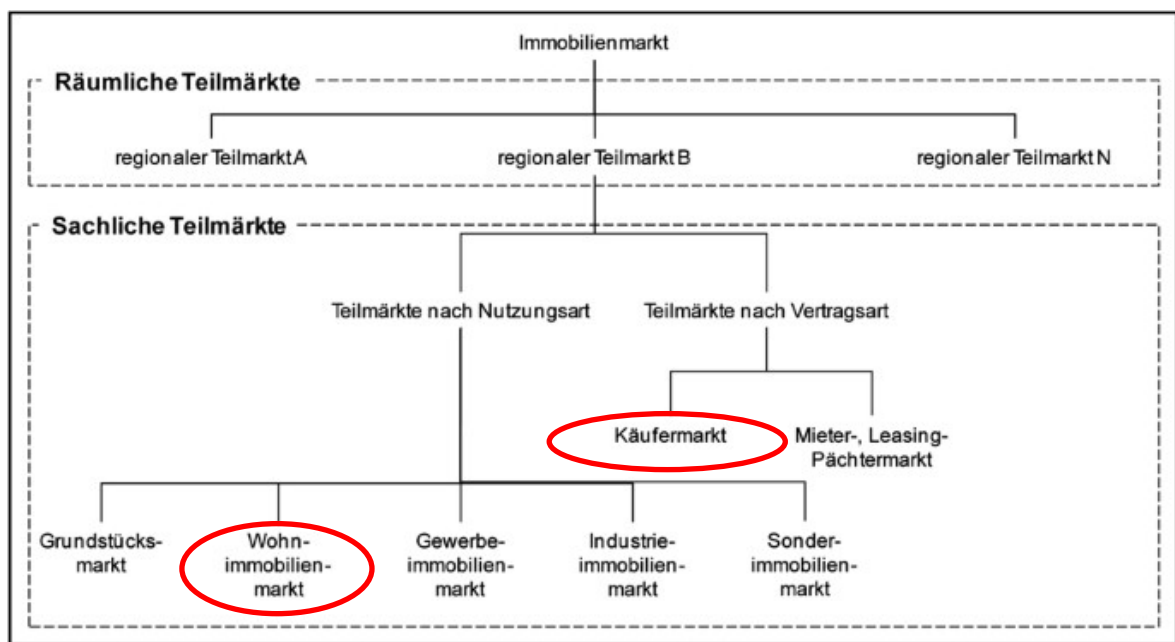 Immobilienmarkt
Räumliche Teilmärkte
regionaler Teilmarkt A
regionaler Teilmarkt B
regionaler Teilmarkt N
Sachliche Teilmärkte
Teilmärkte nach Nutzungsart
Teilmärkte nach Vertragsart
Käufermarkt
Mieter-, Leasing-
Pächtermarkt
Grundstücks-
markt
Wohn-
immobilien-
markt
Gewerbe-
immobilien-
markt
Industrie-
immobilien-
markt
Sonder-
immobilien-
markt